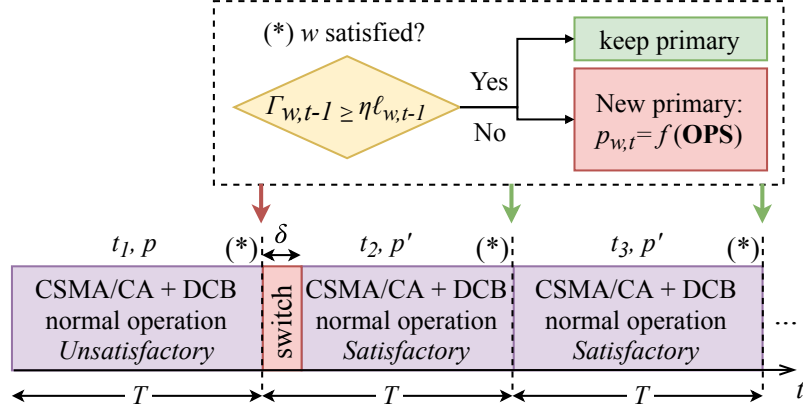 (*) w satisfied?
keep primary
Yes
Γw,t-1 ≥ ηℓw,t-1
No
New primary:
pw,t= f(OPS)
t1, p
(*)
δ
t2, p′
(*)
t3, p′
(*)
CSMA/CA + DCB
normal operation
Unsatisfactory
switch
CSMA/CA + DCB
normal operation
Satisfactory
CSMA/CA + DCB
normal operation
Satisfactory
...
T
T
T
t